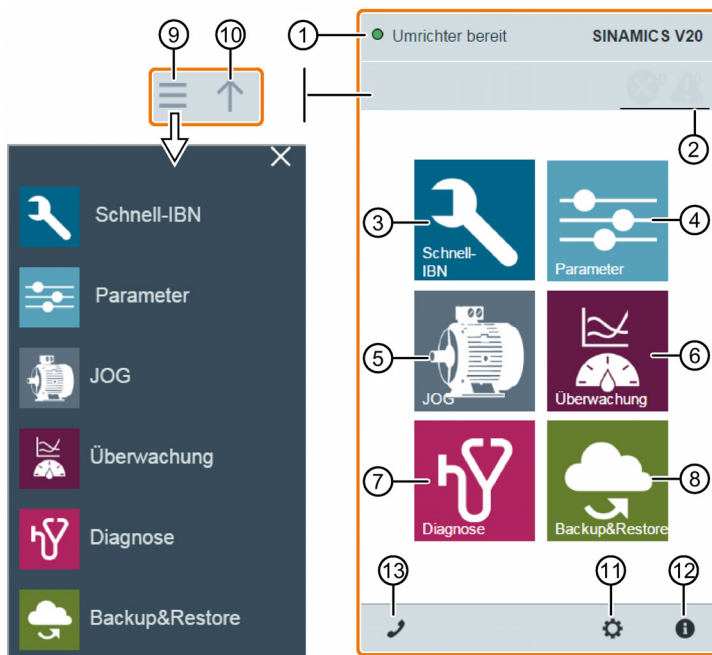 ⑨ ⑩ ①
Umrichter bereit SINAMICS V20
②
Schnell-IBN
Parameter
JOG
Überwachung
Diagnose
Backup&Restore
③ Schnell-
IBN
Parameter ④
⑤ JOG
Überwachung ⑥
⑦ Diagnose
Backup&Restore ⑧
⑬ ⑪ ⑫